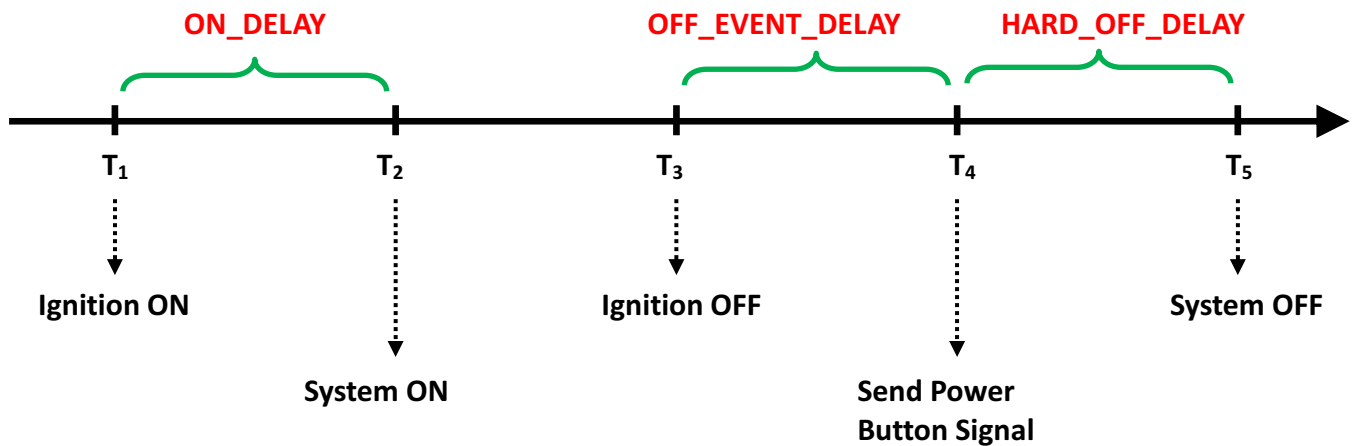 ON_DELAY
OFF_EVENT_DELAY
HARD_OFF_DELAY
T₁
T₂
T₃
T₄
T₅
Ignition ON
Ignition OFF
System OFF
System ON
Send Power
Button Signal